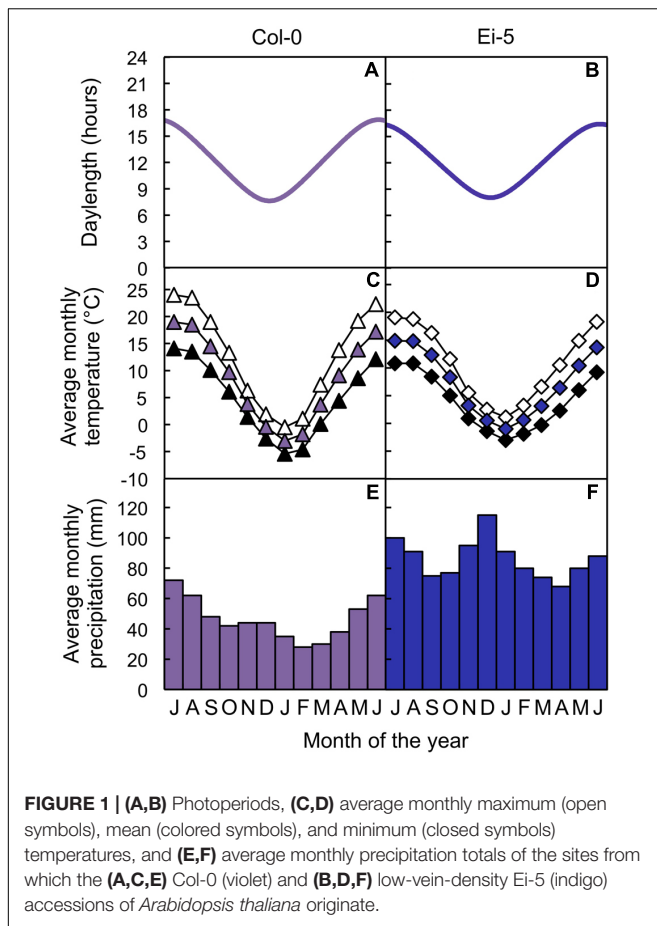 Col-0 Ei-5
A B
24
21
18
15
12
9
6
3
0
Daylength (hours)
C D
25
20
15
10
5
0
-5
-10
Average monthly
temperature (°C)
E F
120
100
80
60
40
20
0
Average monthly
precipitation (mm)
J A S O N D J F M A M J J A S O N D J F M A M J
Month of the year
FIGURE 1 | (A,B) Photoperiods, (C,D) average monthly maximum (open
symbols), mean (colored symbols), and minimum (closed symbols)
temperatures, and (E,F) average monthly precipitation totals of the sites from
which the (A,C,E) Col-0 (violet) and (B,D,F) low-vein-density Ei-5 (indigo)
accessions of Arabidopsis thaliana originate.